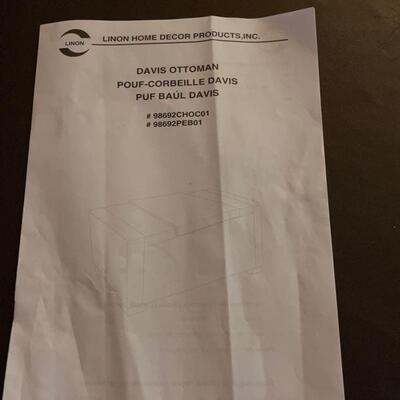 LINON
LINON HOME DECOR PRODUCTS,INC.
DAVIS OTTOMAN
POUF-CORBEILLE DAVIS
PUF BAÚL DAVIS
# 98692CHOC01
# 98692PEB01